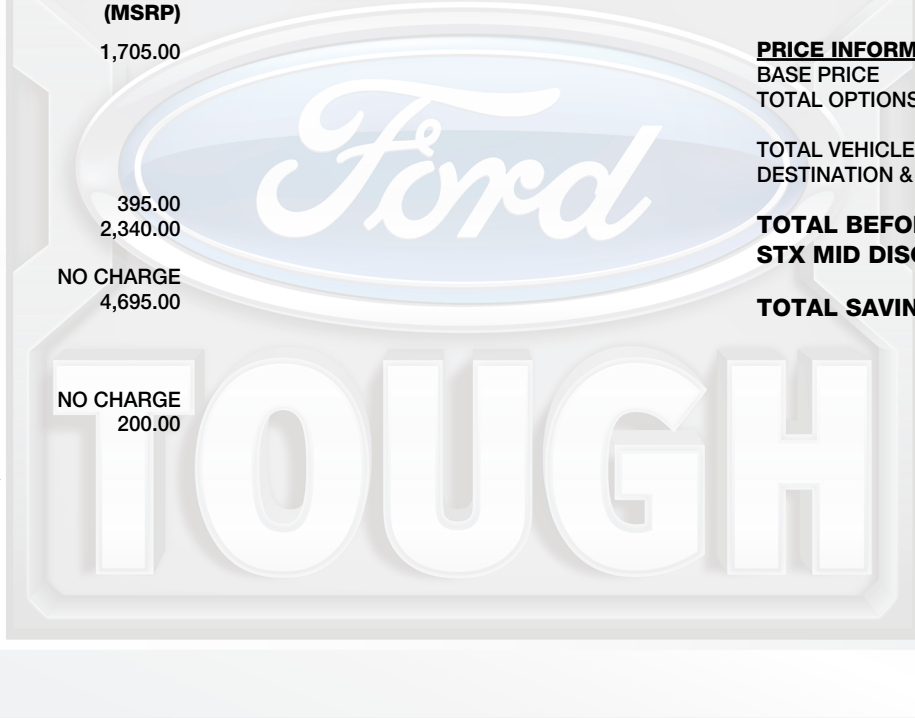 (MSRP)
1,705.00
395.00
2,340.00
NO CHARGE
4,695.00
NO CHARGE
200.00
PRICE INFORM
BASE PRICE
TOTAL OPTIONS
TOTAL VEHICLE
DESTINATION &
TOTAL BEFO
STX MID DISC
TOTAL SAVIN
Ford
TOUGH